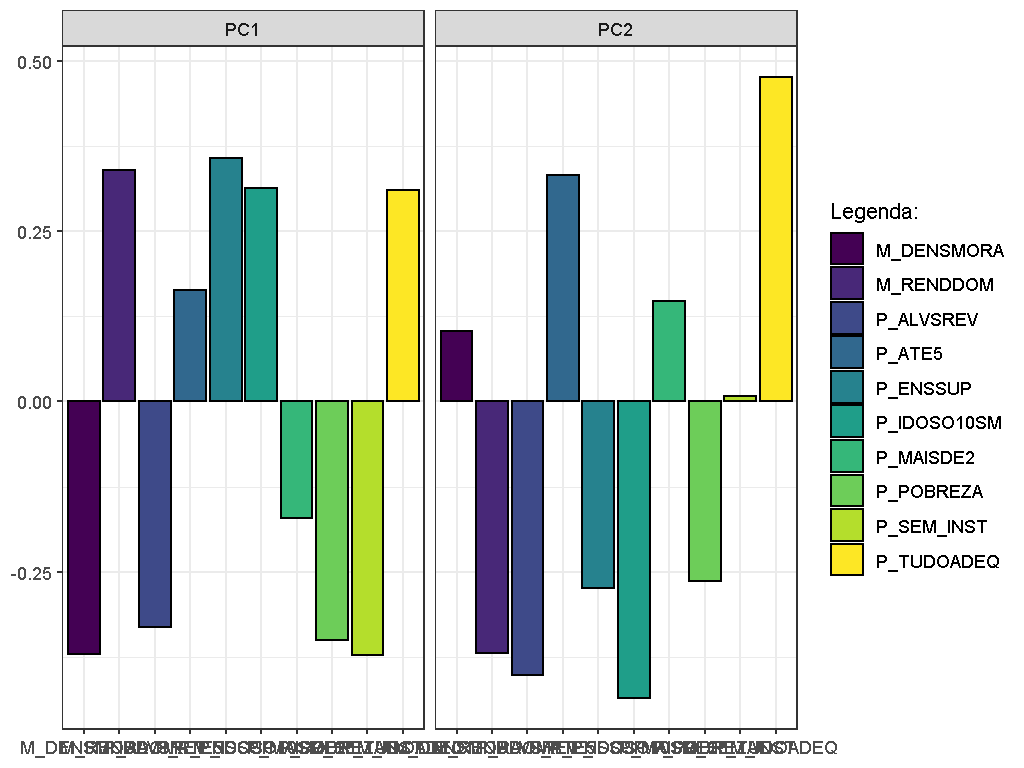 PC1
PC2
0.50
0.25
0.00
-0.25
Legenda:
M_DENSMORA
M_RENDDOM
P_ALVSREV
P_ATE5
P_ENSSUP
P_IDOSO10SM
P_MAISDE2
P_POBREZA
P_SEM_INST
P_TUDOADEQ